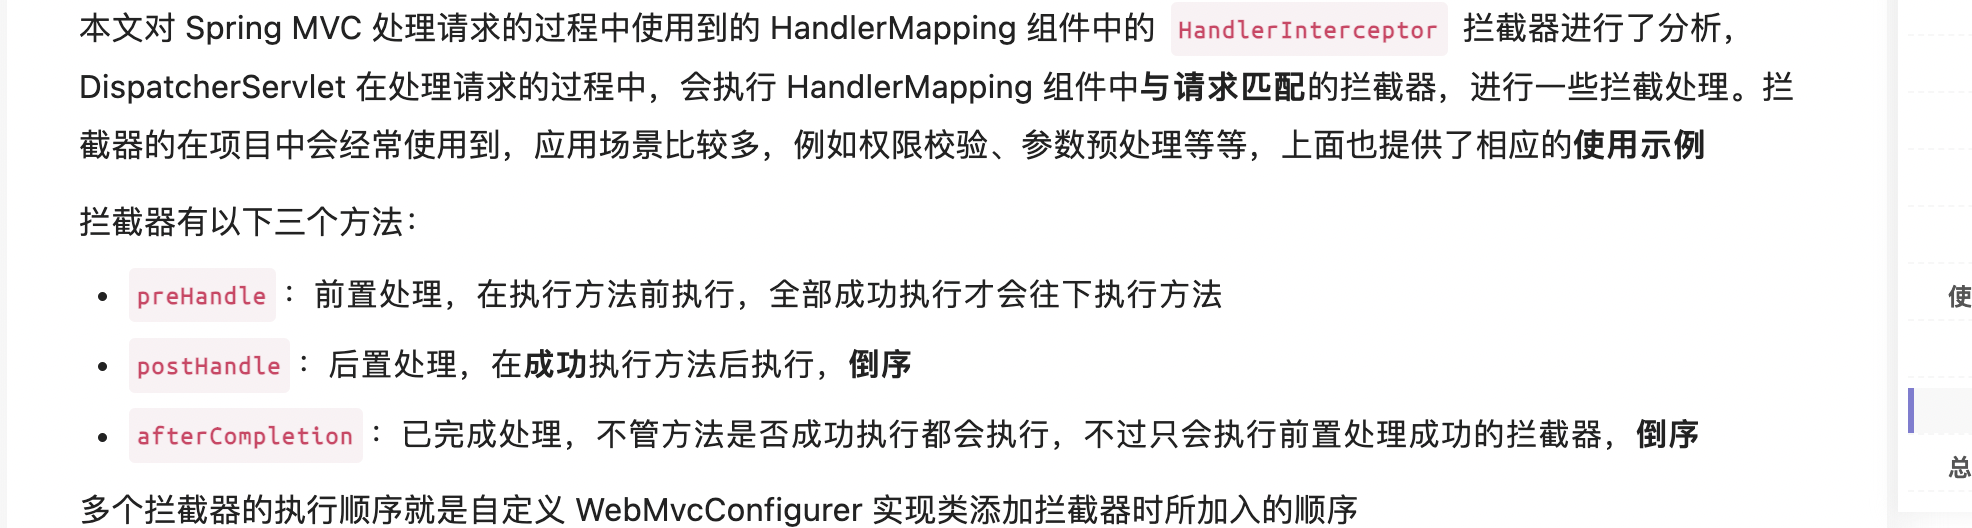 本文对 Spring MVC 处理请求的过程中使用到的 HandlerMapping 组件中的 HandlerInterceptor 拦截器进行了分析，
DispatcherServlet 在处理请求的过程中，会执行 HandlerMapping 组件中与请求匹配的拦截器，进行一些拦截处理。拦
截器的在项目中会经常使用到，应用场景比较多，例如权限校验、参数预处理等等，上面也提供了相应的使用示例
拦截器有以下三个方法：
• preHandle：前置处理，在执行方法前执行，全部成功执行才会往下执行方法
• postHandle：后置处理，在成功执行方法后执行，倒序
• afterCompletion：已完成处理，不管方法是否成功执行都会执行，不过只会执行前置处理成功的拦截器，倒序
多个拦截器的执行顺序就是自定义 WebMvcConfigurer 实现类添加拦截器时所加入的顺序
使
总